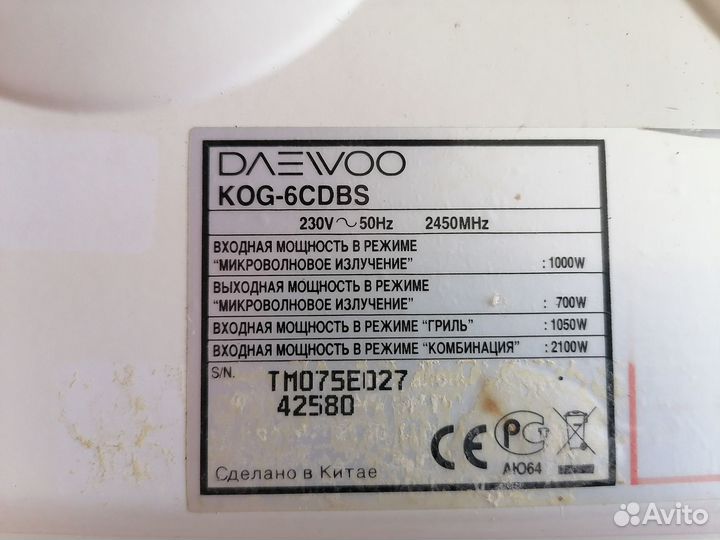 DAEWOO
KOG-6CDBS
230V ~ 50Hz 2450MHz
ВХОДНАЯ МОЩНОСТЬ В РЕЖИМЕ
“МИКРОВОЛНОВОЕ ИЗЛУЧЕНИЕ” : 1000W
ВЫХОДНАЯ МОЩНОСТЬ В РЕЖИМЕ
“МИКРОВОЛНОВОЕ ИЗЛУЧЕНИЕ” : 700W
ВХОДНАЯ МОЩНОСТЬ В РЕЖИМЕ “ГРИЛЬ” : 1050W
ВХОДНАЯ МОЩНОСТЬ В РЕЖИМЕ “КОМБИНАЦИЯ” : 2100W
S/N. TM075E027
42580
CE РСТ
АЮ64
Сделано в Китае
Avito